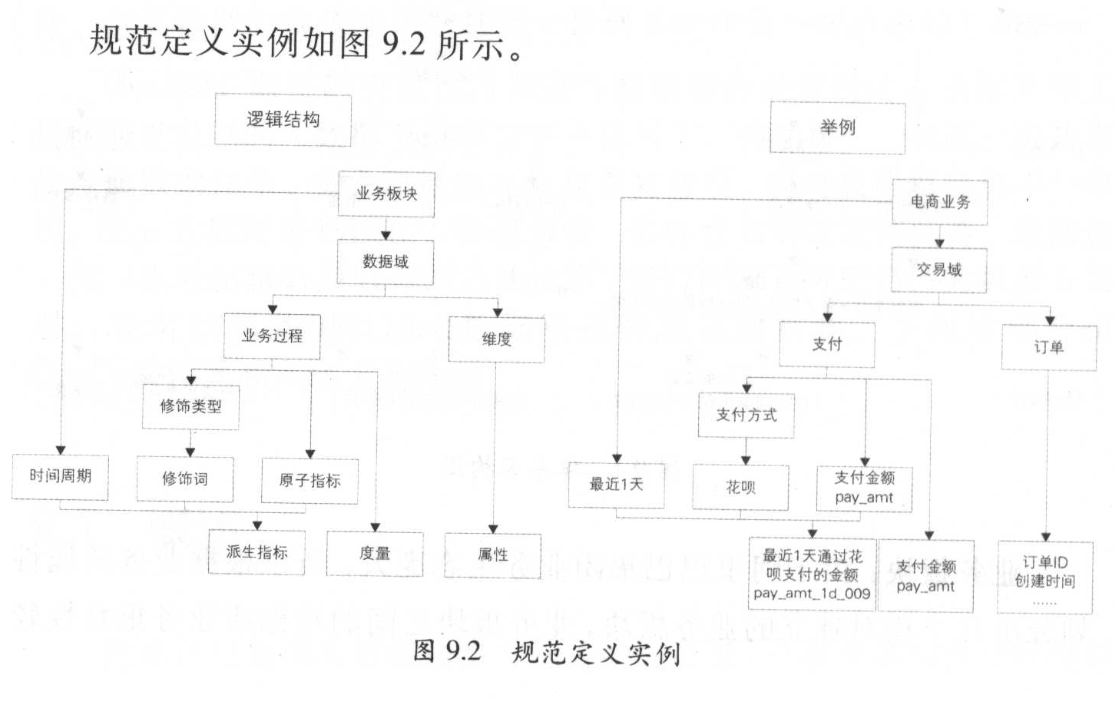 规范定义实例如图 9.2 所示。
逻辑结构
业务板块
数据域
业务过程
维度
修饰类型
时间周期
修饰词
原子指标
派生指标
度量
属性
举例
电商业务
交易域
支付
订单
支付方式
最近1天
花呗
支付金额
pay_amt
最近1天通过花
呗支付的金额
pay_amt_1d_009
支付金额
pay_amt
订单ID
创建时间
......
图 9.2 规范定义实例